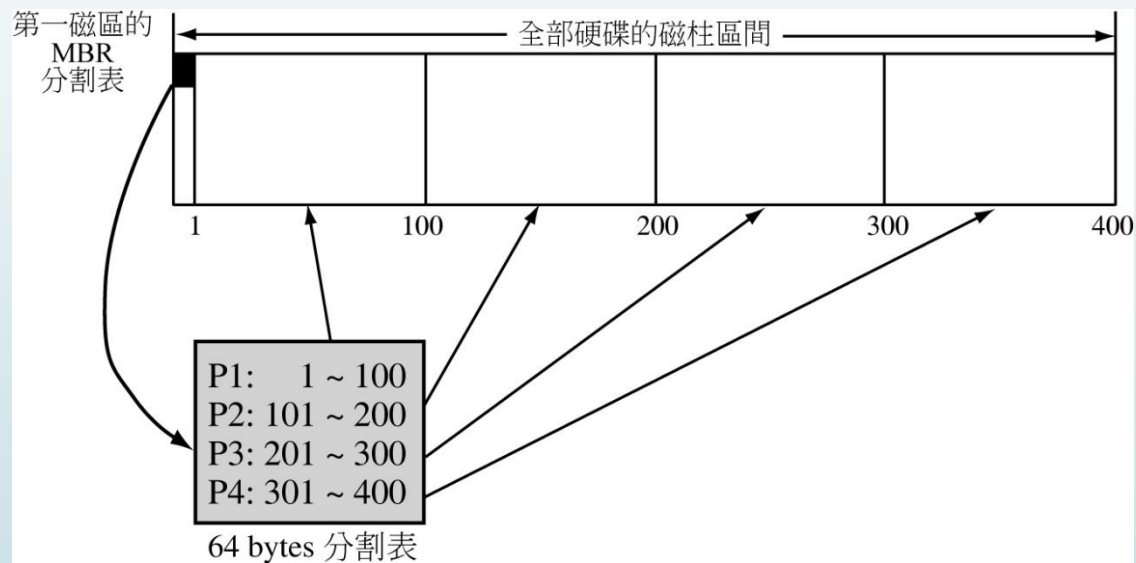 第一磁區的
MBR
分割表
全部硬碟的磁柱區間
1 100 200 300 400
P1: 1 ~ 100
P2: 101 ~ 200
P3: 201 ~ 300
P4: 301 ~ 400
64 bytes 分割表